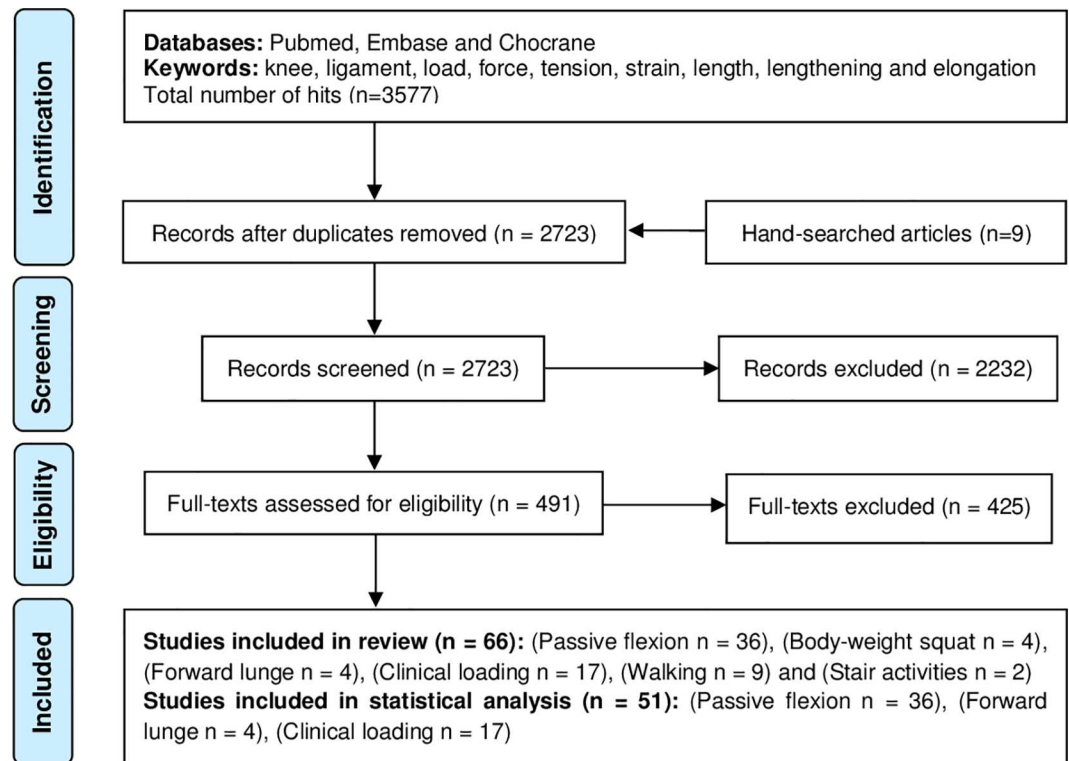 Identification
Databases: Pubmed, Embase and Chocrane
Keywords: knee, ligament, load, force, tension, strain, length, lengthening and elongation
Total number of hits (n=3577)
Records after duplicates removed (n = 2723)
Hand-searched articles (n=9)
Screening
Records screened (n = 2723)
Records excluded (n = 2232)
Eligibility
Full-texts assessed for eligibility (n = 491)
Full-texts excluded (n = 425)
Included
Studies included in review (n = 66): (Passive flexion n = 36), (Body-weight squat n = 4),
(Forward lunge n = 4), (Clinical loading n = 17), (Walking n = 9) and (Stair activities n = 2)
Studies included in statistical analysis (n = 51): (Passive flexion n = 36), (Forward
lunge n = 4), (Clinical loading n = 17)